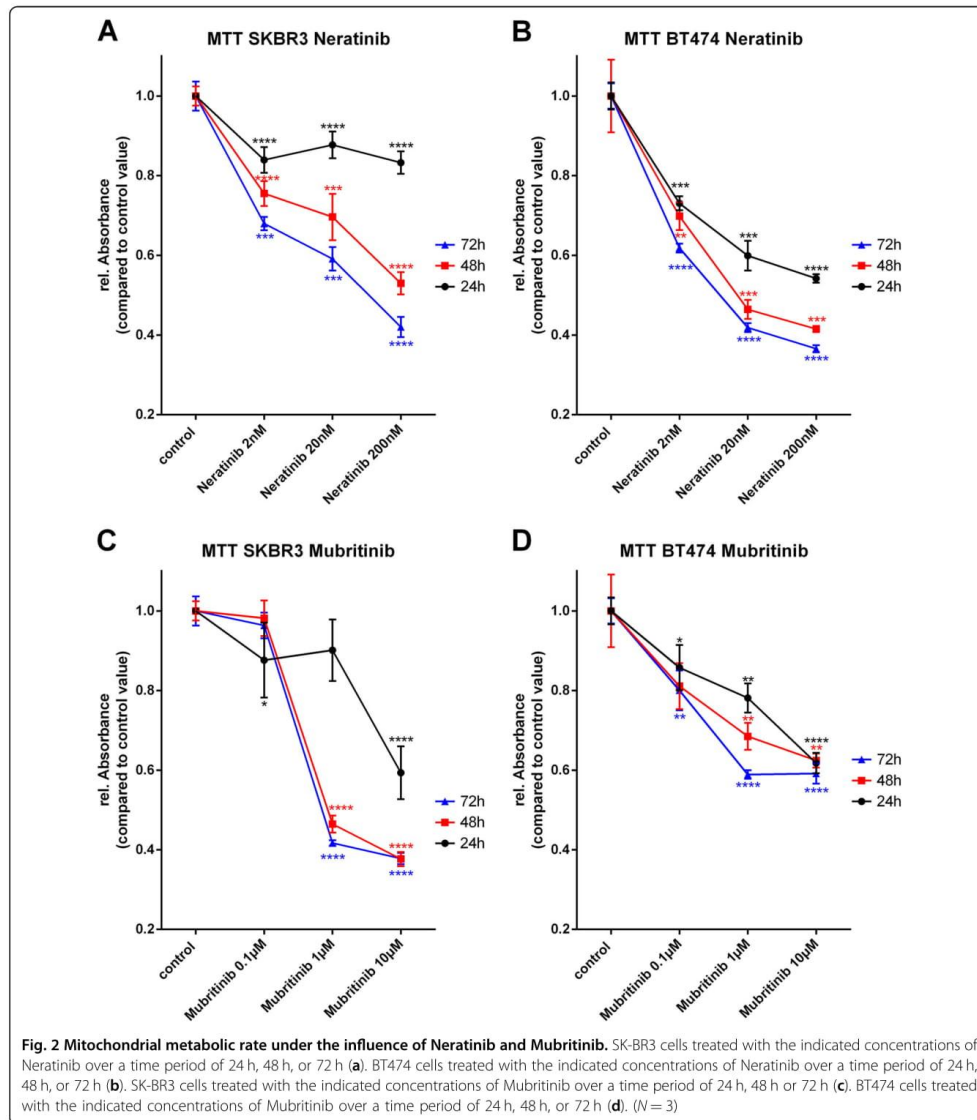 A
MTT SKBR3 Neratinib
rel. Absorbance
(compared to control value)
1.0
0.8
0.6
0.4
0.2
****
****
****
****
***
****
***
***
****
72h
48h
24h
control
Neratinib 2nM
Neratinib 20nM
Neratinib 200nM
B
MTT BT474 Neratinib
rel. Absorbance
(compared to control value)
1.0
0.8
0.6
0.4
0.2
***
***
****
**
***
***
****
****
****
72h
48h
24h
control
Neratinib 2nM
Neratinib 20nM
Neratinib 200nM
C
MTT SKBR3 Mubritinib
rel. Absorbance
(compared to control value)
1.0
0.8
0.6
0.4
0.2
*
****
****
****
****
****
72h
48h
24h
control
Mubritinib 0.1µM
Mubritinib 1µM
Mubritinib 10µM
D
MTT BT474 Mubritinib
rel. Absorbance
(compared to control value)
1.0
0.8
0.6
0.4
0.2
*
**
****
**
**
**
****
****
72h
48h
24h
control
Mubritinib 0.1µM
Mubritinib 1µM
Mubritinib 10µM
Fig. 2 Mitochondrial metabolic rate under the influence of Neratinib and Mubritinib. SK-BR3 cells treated with the indicated concentrations of
Neratinib over a time period of 24 h, 48 h, or 72 h (a). BT474 cells treated with the indicated concentrations of Neratinib over a time period of 24 h,
48 h, or 72 h (b). SK-BR3 cells treated with the indicated concentrations of Mubritinib over a time period of 24 h, 48 h or 72 h (c). BT474 cells treated
with the indicated concentrations of Mubritinib over a time period of 24 h, 48 h, or 72 h (d). (N = 3)